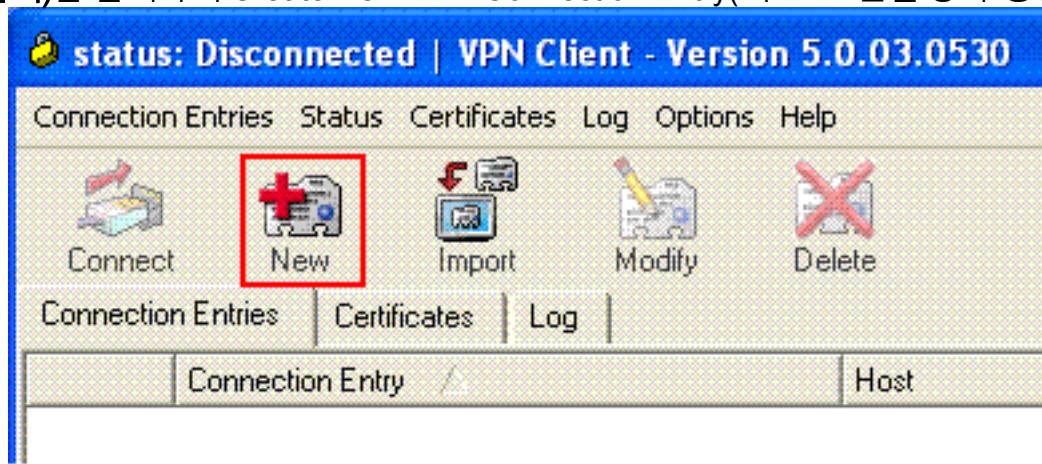 status: Disconnected | VPN Client - Version 5.0.03.0530
Connection Entries Status Certificates Log Options Help
Connect New Import Modify Delete
Connection Entries Certificates Log
Connection Entry Host